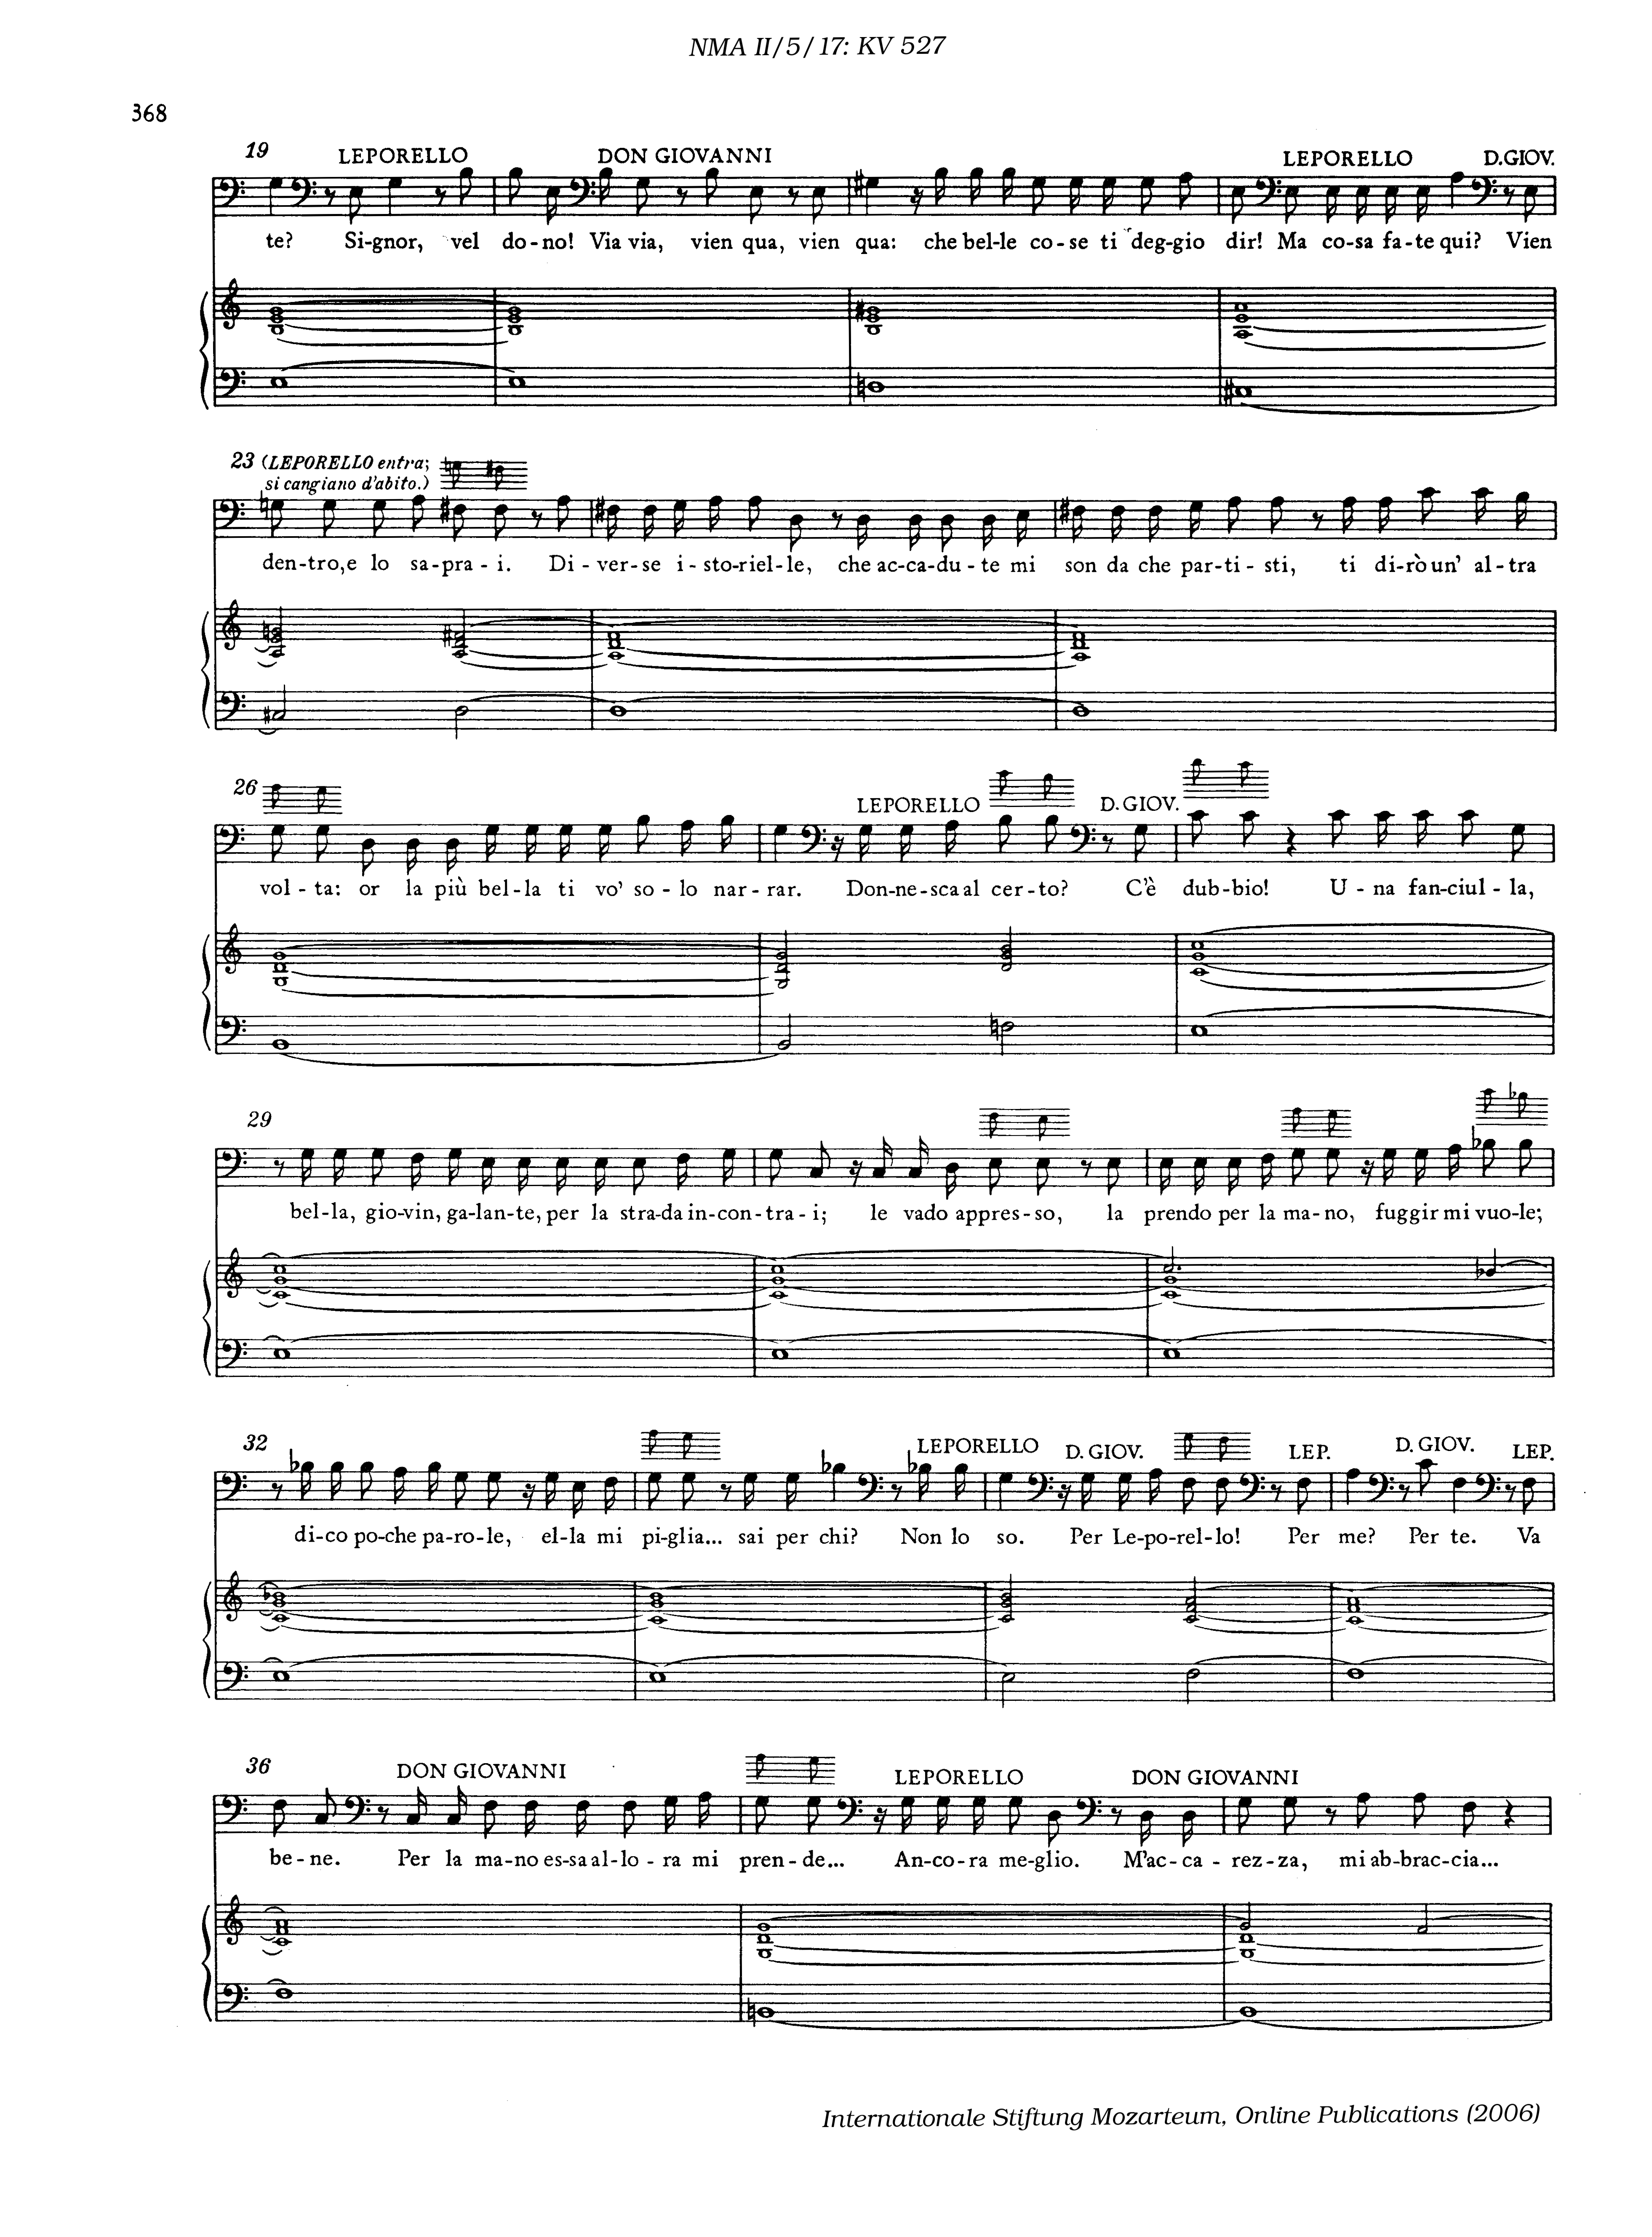 NMA II/5/17: KV 527
368
19 LEPORELLO DON GIOVANNI LEPORELLO D.GIOV.
te? Si-gnor, vel do-no! Via via, vien qua, vien qua: che bel-le co-se ti deg-gio dir! Ma co-sa fa-te qui? Vien
23 (LEPORELLO entra;
si cangiano d'abito.)
den-tro,e lo sa-pra-i. Di-ver-se i-sto-riel-le, che ac-ca-du-te mi son da che par-ti-sti, ti di-rò un' al-tra
26 LEPORELLO D. GIOV.
vol-ta: or la più bel-la ti vo' so-lo nar-rar. Don-ne-sca al cer-to? C'è dub-bio! U-na fan-ciul-la,
29
bel-la, gio-vin, ga-lan-te, per la stra-da in-con-tra-i; le vado appres-so, la prendo per la ma-no, fuggir mi vuo-le;
32 LEPORELLO D. GIOV. LEP. D. GIOV. LEP.
di-co po-che pa-ro-le, el-la mi pi-glia... sai per chi? Non lo so. Per Le-po-rel-lo! Per me? Per te. Va
36 DON GIOVANNI LEPORELLO DON GIOVANNI
be-ne. Per la ma-no es-sa al-lo-ra mi pren-de... An-co-ra me-glio. M'ac-ca-rez-za, mi ab-brac-cia...
Internationale Stiftung Mozarteum, Online Publications (2006)